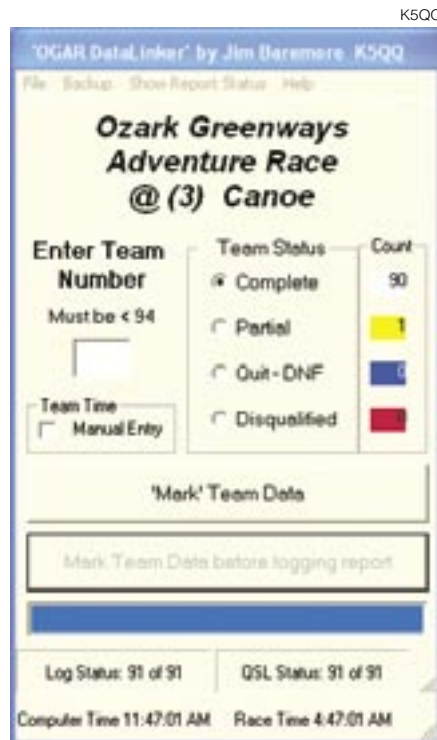 K5QQ
'OGAR DataLinker' by Jim Baremore K5QQ
File Backup Show Report Status Help
Ozark Greenways
Adventure Race
@ (3) Canoe
Enter Team
Number
Must be < 94
Team Time
Manual Entry
Team Status
Complete
Partial
Quit - DNF
Disqualified
Count
90
1
0
0
'Mark' Team Data
Mark Team Data before logging report
Log Status: 91 of 91 QSL Status: 91 of 91
Computer Time 11:47:01 AM Race Time 4:47:01 AM